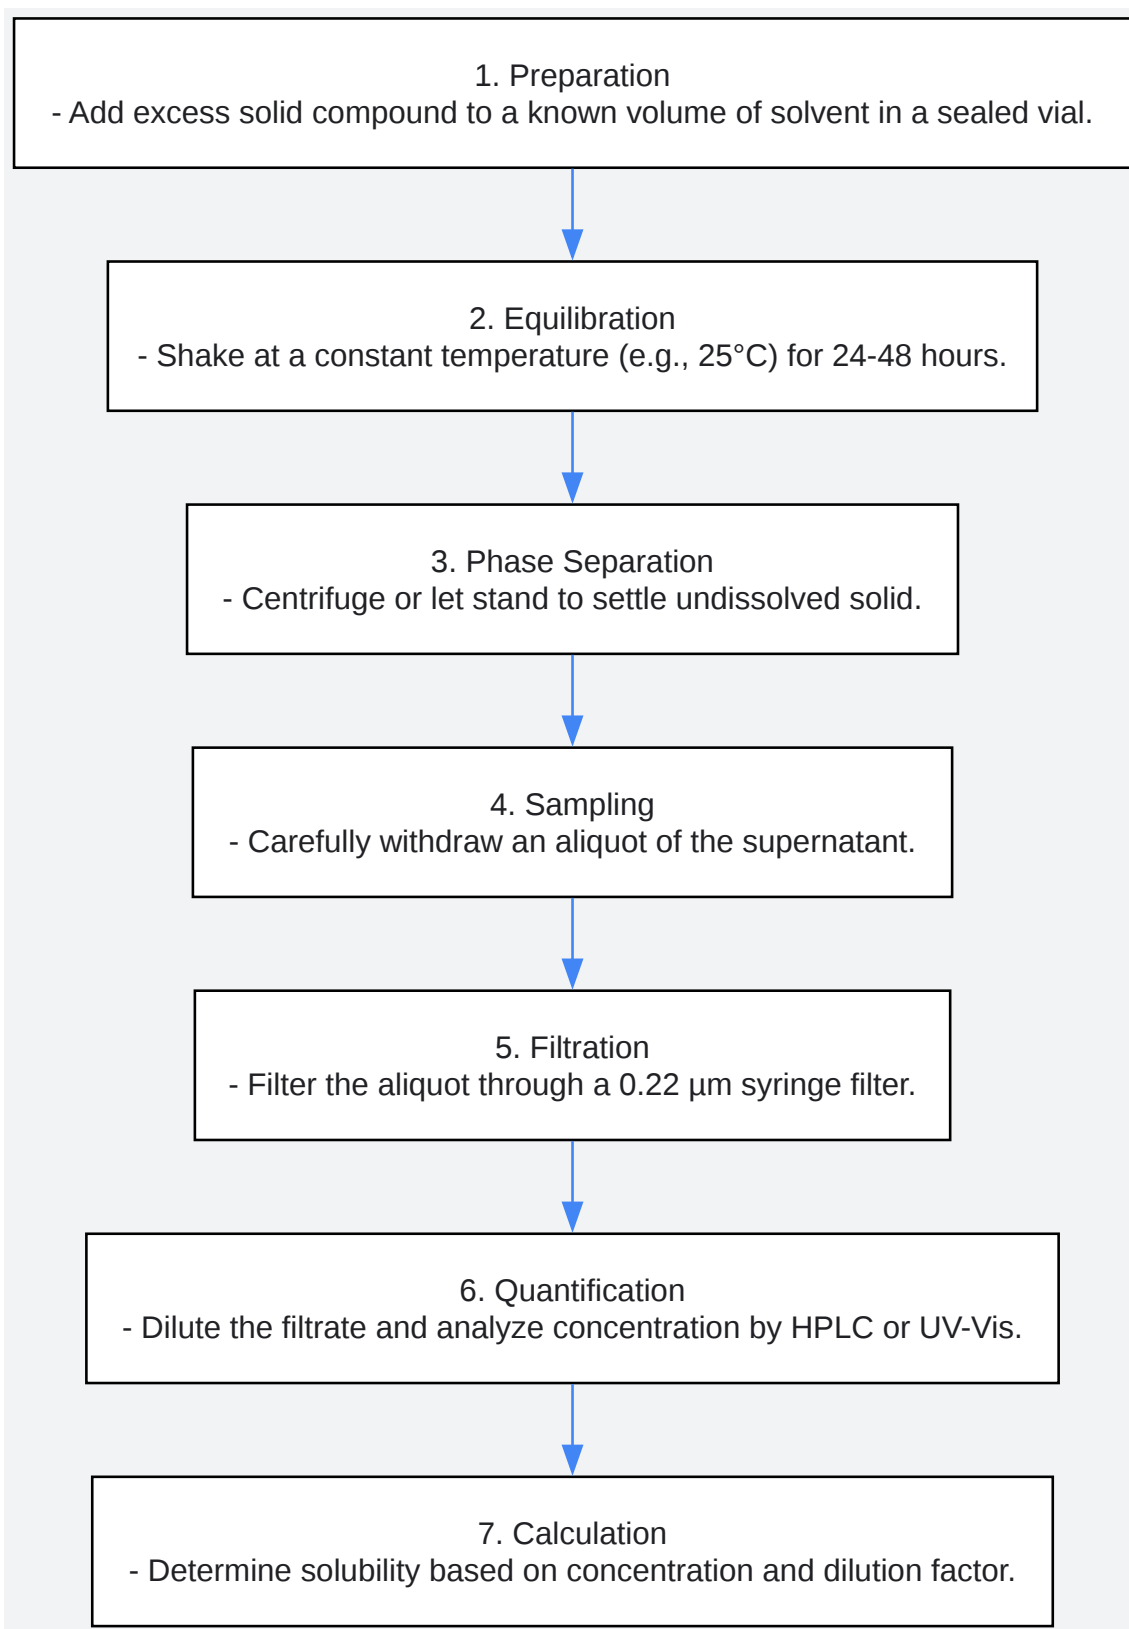 1. Preparation
- Add excess solid compound to a known volume of solvent in a sealed vial.
2. Equilibration
- Shake at a constant temperature (e.g., 25°C) for 24-48 hours.
3. Phase Separation
- Centrifuge or let stand to settle undissolved solid.
4. Sampling
- Carefully withdraw an aliquot of the supernatant.
5. Filtration
- Filter the aliquot through a 0.22 µm syringe filter.
6. Quantification
- Dilute the filtrate and analyze concentration by HPLC or UV-Vis.
7. Calculation
- Determine solubility based on concentration and dilution factor.